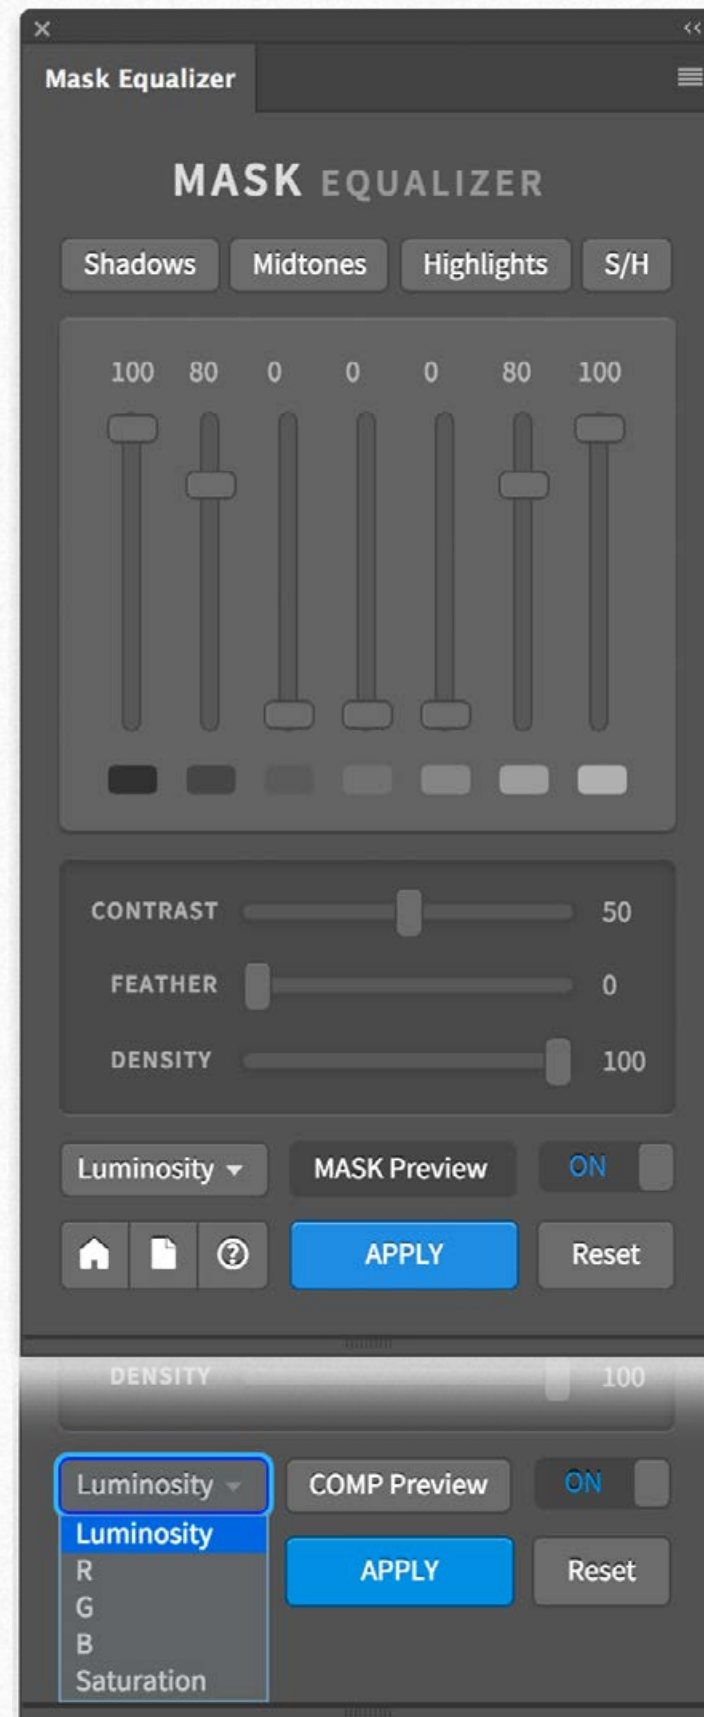 Mask Equalizer
MASK EQUALIZER
Shadows Midtones Highlights S/H
100 80 0 0 0 80 100
CONTRAST 50
FEATHER 0
DENSITY 100
Luminosity MASK Preview ON
APPLY Reset
DENSITY 100
Luminosity COMP Preview ON
Luminosity
R APPLY Reset
G
B
Saturation